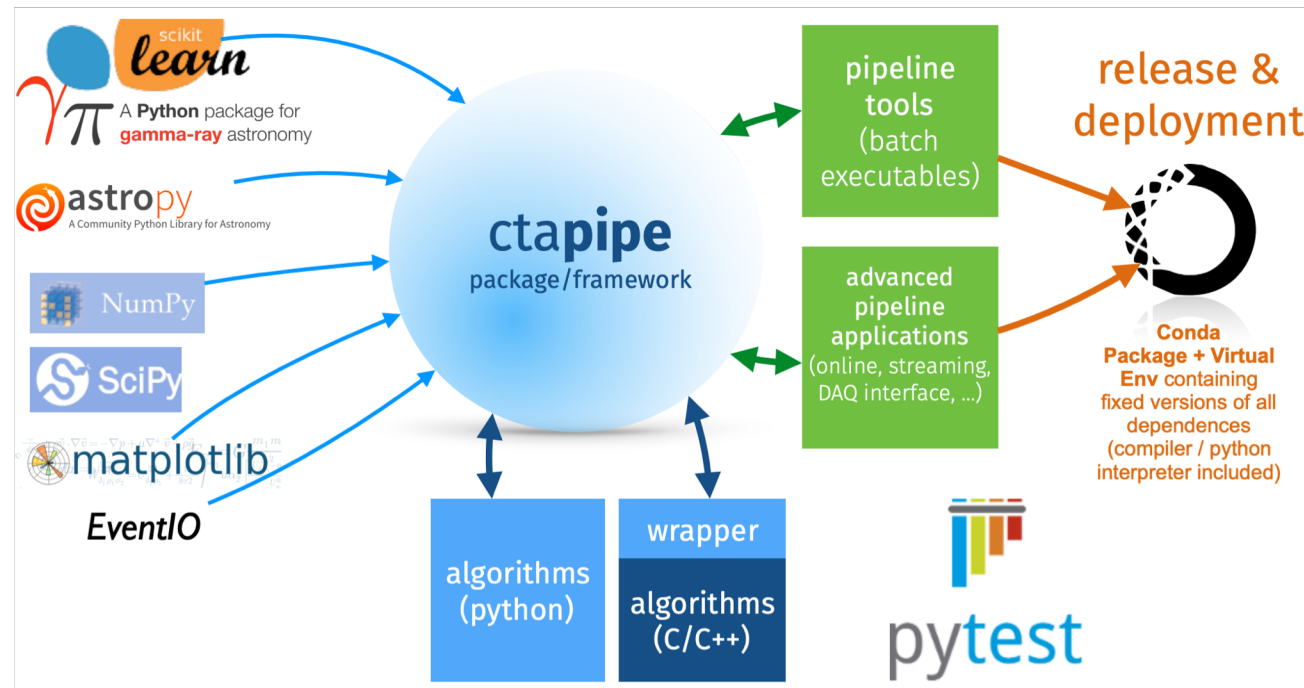 scikit
learn
γπ
A Python package for
gamma-ray astronomy
astropy
A Community Python Library for Astronomy
NumPy
SciPy
matplotlib
EventIO
ctapipe
package/framework
algorithms
(python)
wrapper
algorithms
(C/C++)
pipeline
tools
(batch
executables)
advanced
pipeline
applications
(online, streaming,
DAQ interface, ...)
release &
deployment
Conda
Package + Virtual
Env containing
fixed versions of all
dependences
(compiler / python
interpreter included)
pytest